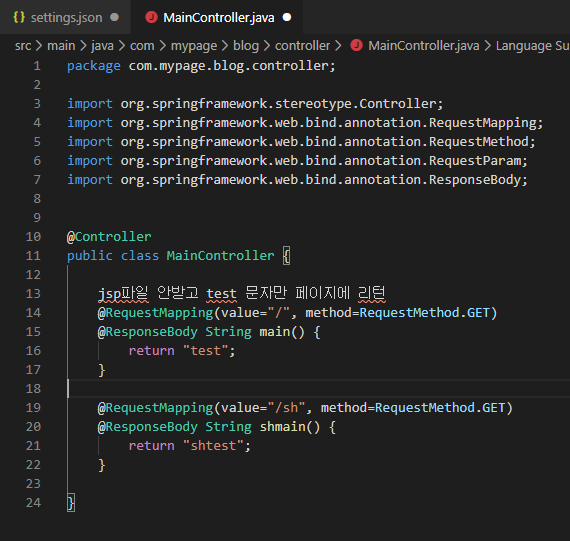 {} settings.json ●
J MainController.java ●
src > main > java > com > mypage > blog > controller > J MainController.java > Language Su
1 package com.mypage.blog.controller;
2
3 import org.springframework.stereotype.Controller;
4 import org.springframework.web.bind.annotation.RequestMapping;
5 import org.springframework.web.bind.annotation.RequestMethod;
6 import org.springframework.web.bind.annotation.RequestParam;
7 import org.springframework.web.bind.annotation.ResponseBody;
8
9
10 @Controller
11 public class MainController {
12
13 jsp파일 안받고 test 문자만 페이지에 리턴
14 @RequestMapping(value="/", method=RequestMethod.GET)
15 @ResponseBody String main() {
16 return "test";
17 }
18
19 @RequestMapping(value="/sh", method=RequestMethod.GET)
20 @ResponseBody String shmain() {
21 return "shtest";
22 }
23
24 }